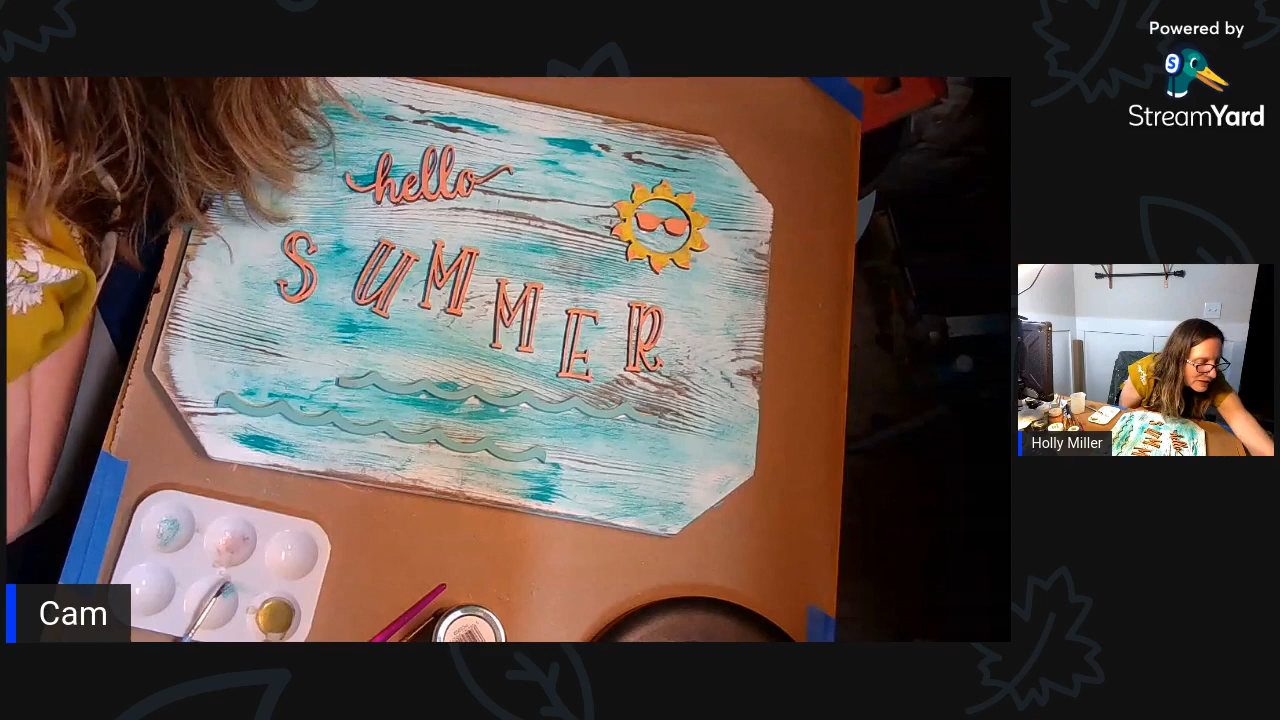 Powered by
S
StreamYard
hello
SUMMER
Holly Miller
Cam